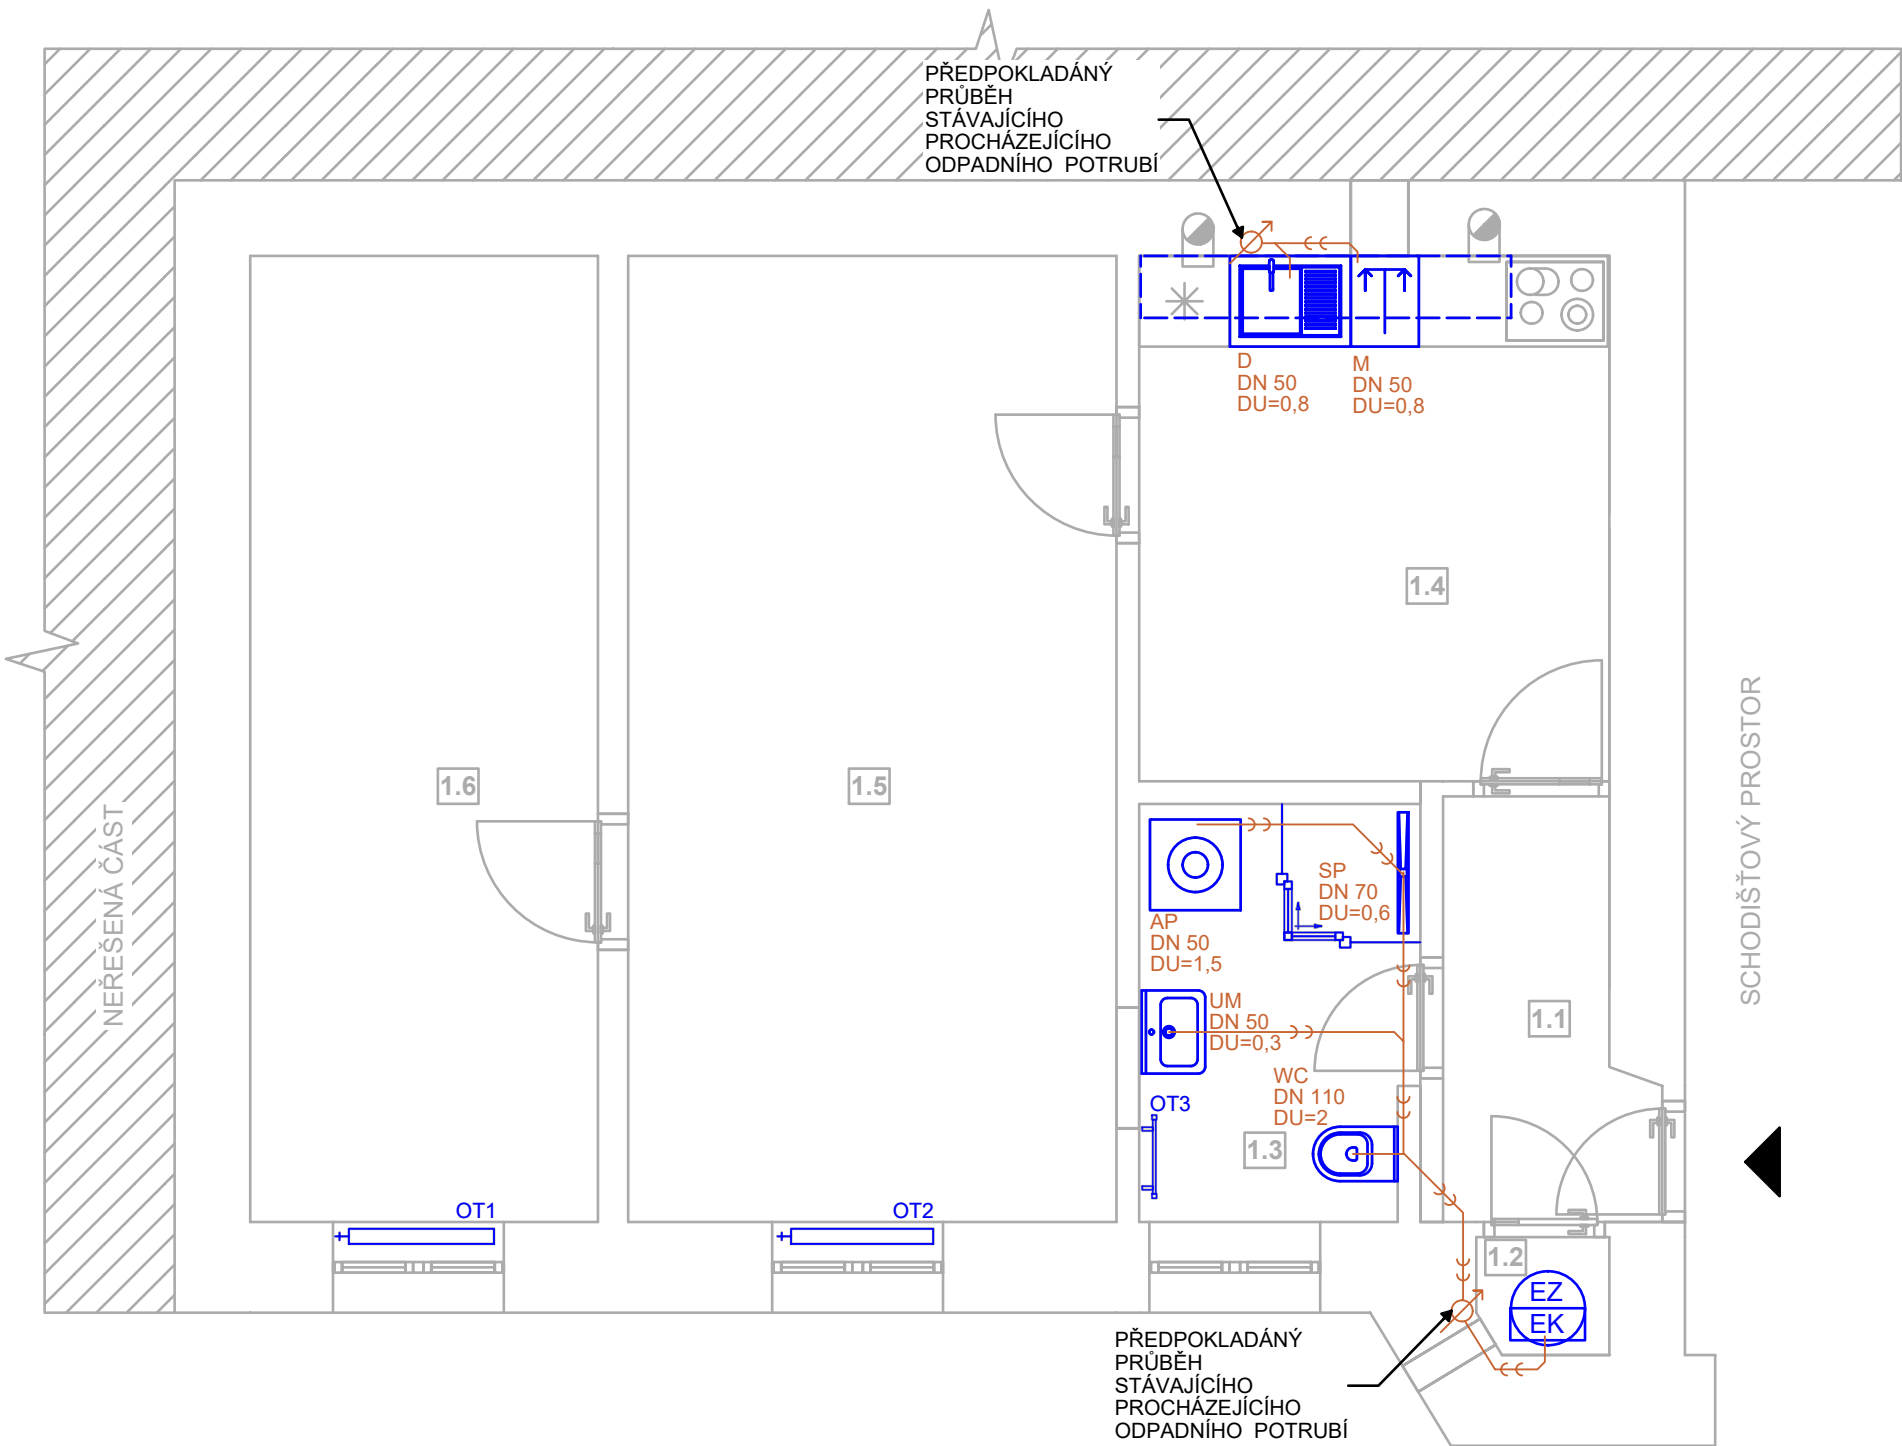 PŘEDPOKLADÁNÝ
PRŮBĚH
STÁVAJÍCÍHO
PROCHÁZEJÍCÍHO
ODPADNÍHO POTRUBÍ
D
DN 50
DU=0,8
M
DN 50
DU=0,8
1.4
1.6
1.5
NEŘEŠENÁ ČÁST
SCHODIŠŤOVÝ PROSTOR
SP
DN 70
DU=0,6
AP
DN 50
DU=1,5
UM
DN 50
DU=0,3
1.1
WC
DN 110
DU=2
OT3
1.3
OT1
OT2
1.2
EZ
EK
PŘEDPOKLADÁNÝ
PRŮBĚH
STÁVAJÍCÍHO
PROCHÁZEJÍCÍHO
ODPADNÍHO POTRUBÍ